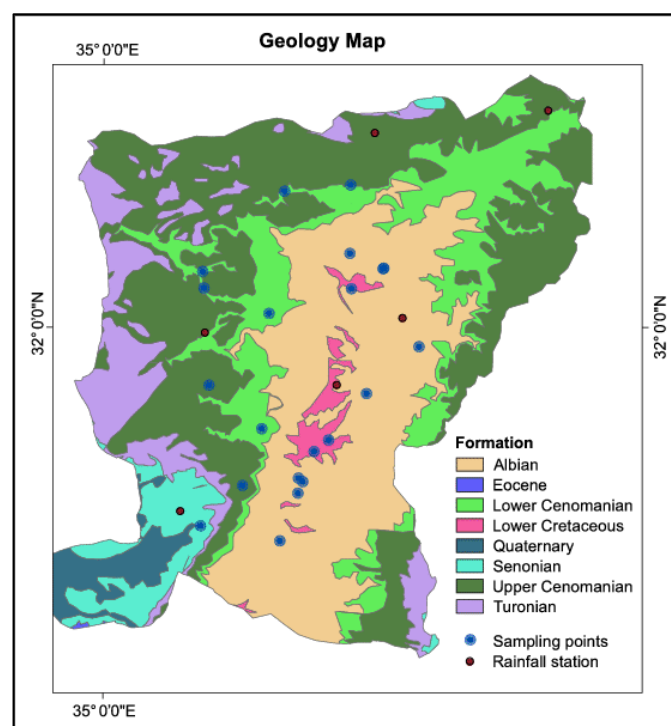 Geology Map
35° 0'0"E
32° 0'0"N
32° 0'0"N
Formation
Albian
Eocene
Lower Cenomanian
Lower Cretaceous
Quaternary
Senonian
Upper Cenomanian
Turonian
Sampling points
Rainfall station
35° 0'0"E